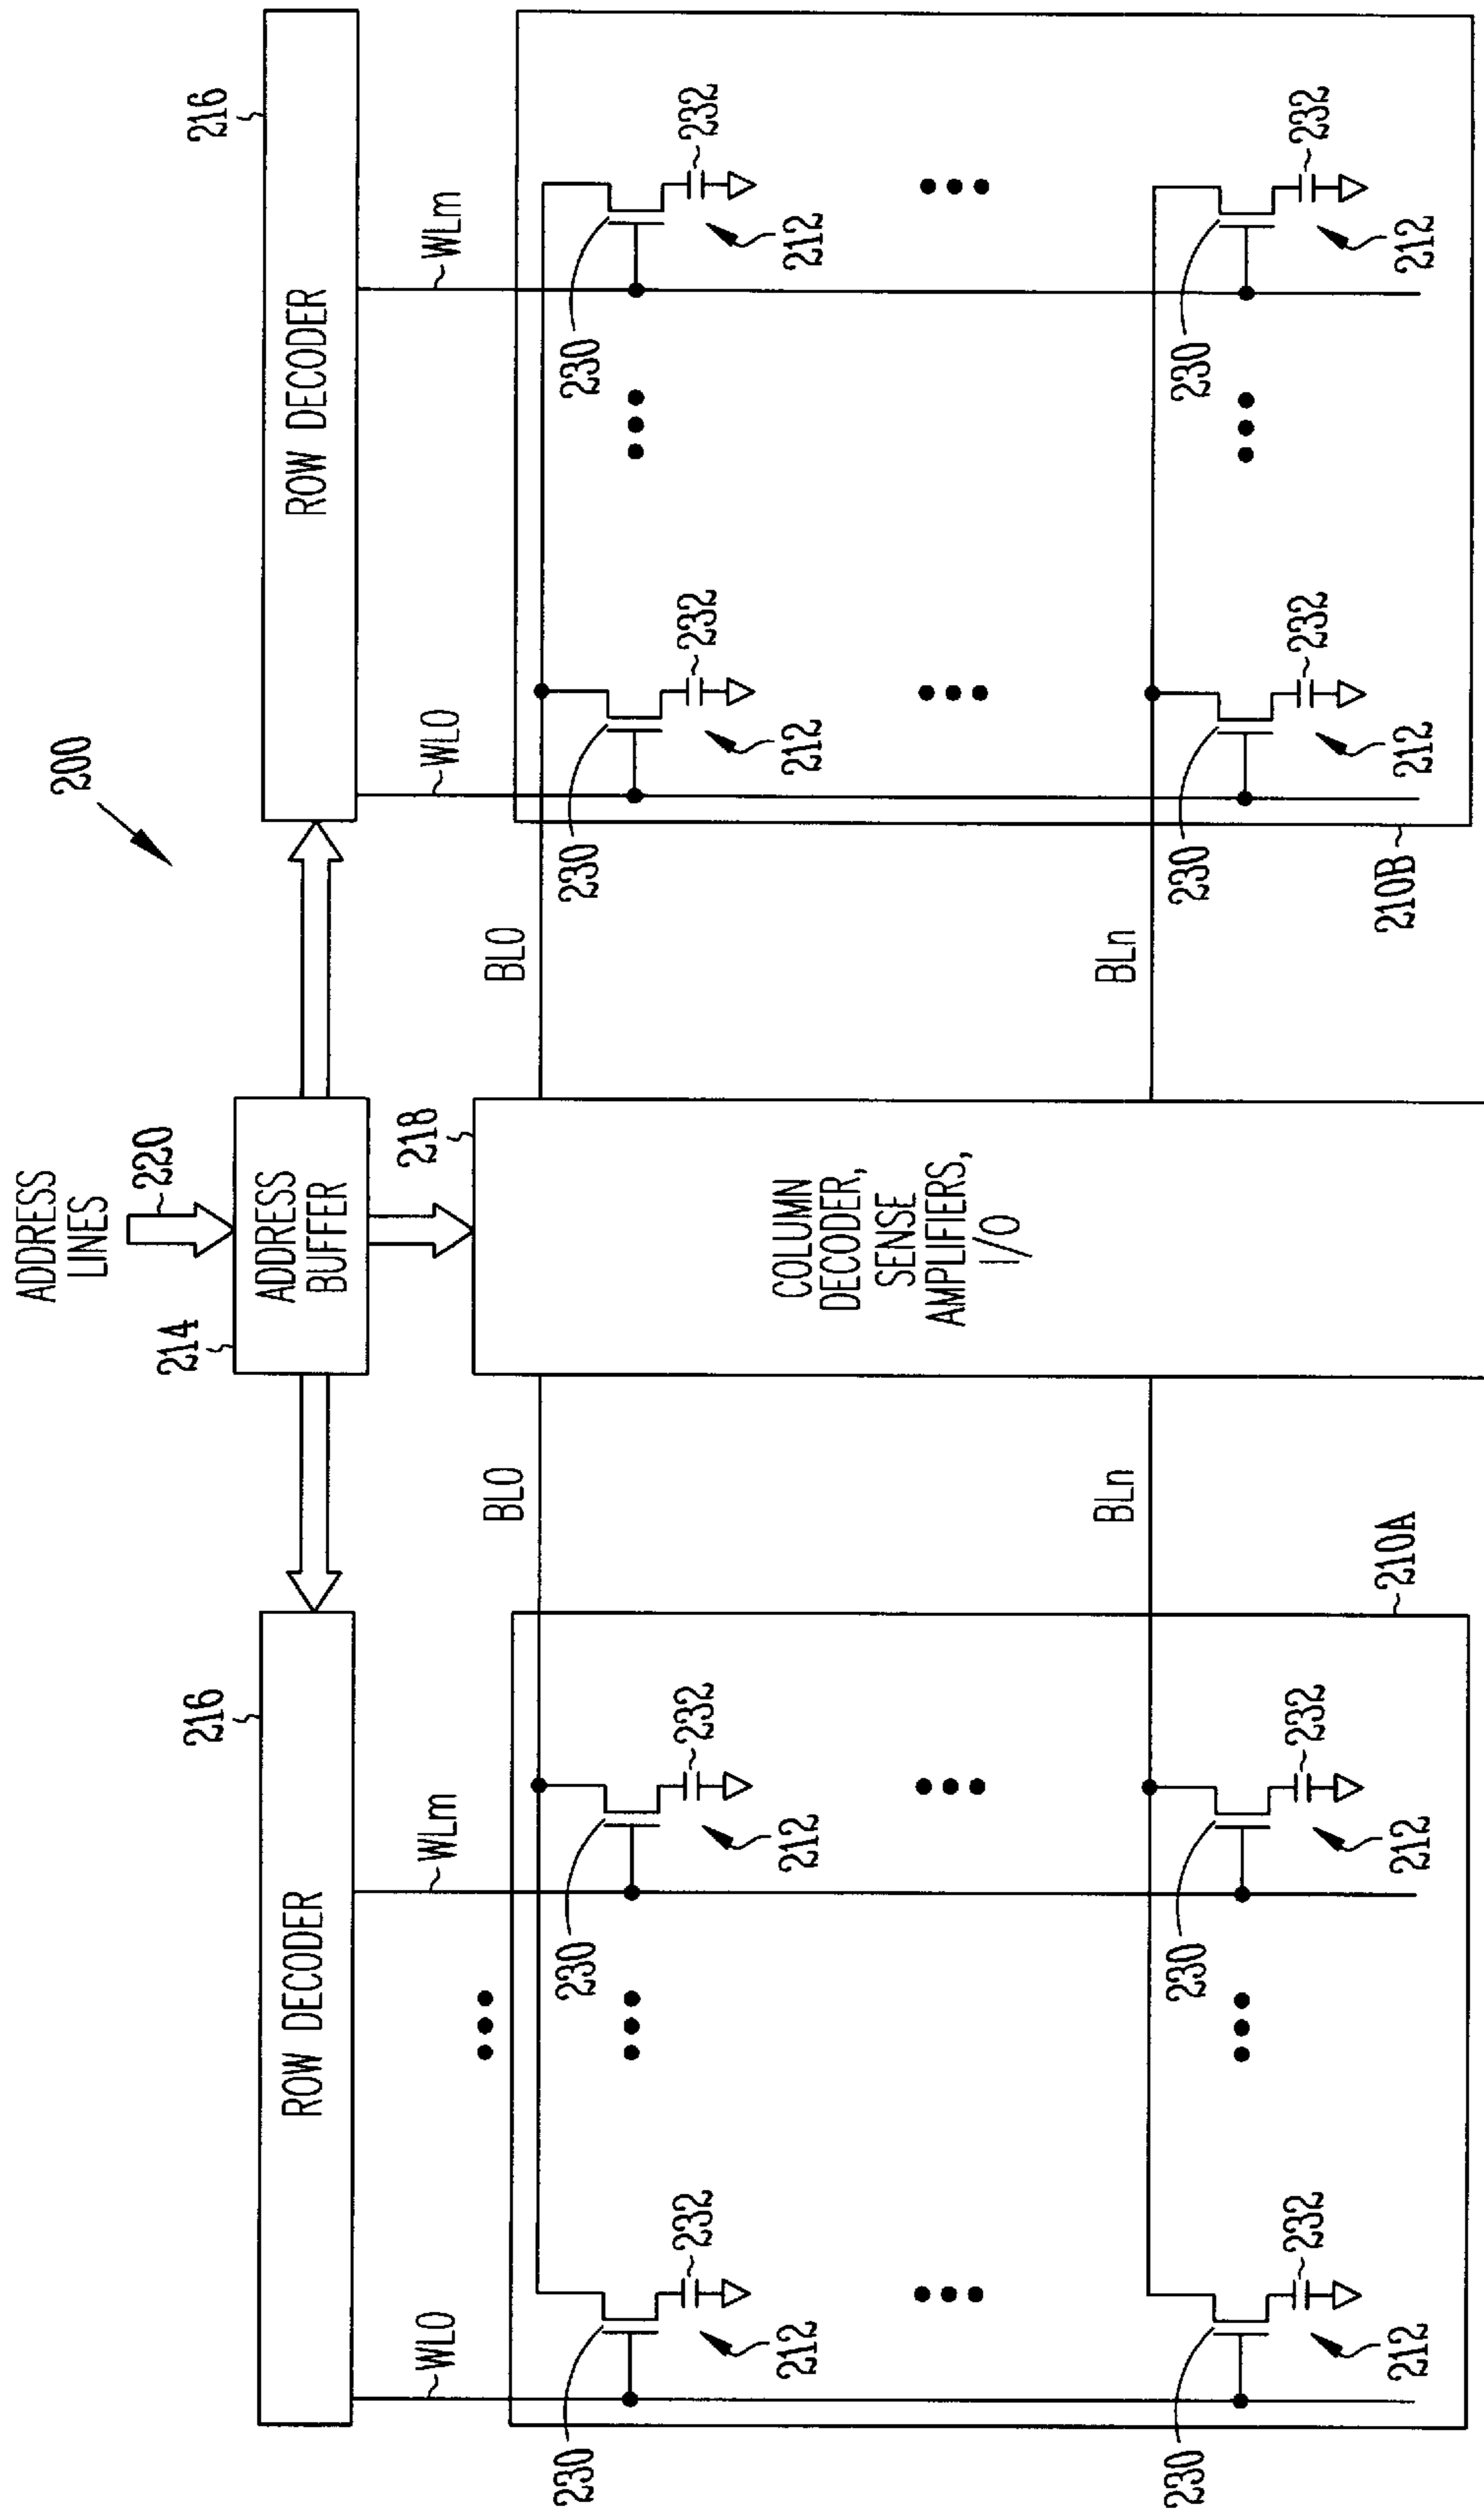 ADDRESS
LINES
200
220
214
216
216
ADDRESS
BUFFER
ROW DECODER
ROW DECODER
218
WL0
WLm
WL0
WLm
BL0
BL0
230
230
230
230
232
232
232
232
212
212
212
212
COLUMN
DECODER,
SENSE
AMPLIFIERS,
I/O
BLn
BLn
230
230
230
230
232
232
232
232
210A
210B
212
212
212
212